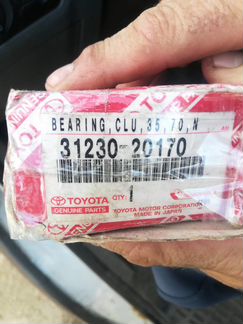 BEARING,CLU,35,70,N
31230-20170
TOYOTA
GENUINE PARTS
QTY:
1
TOYOTA MOTOR CORPORATION
MADE IN JAPAN